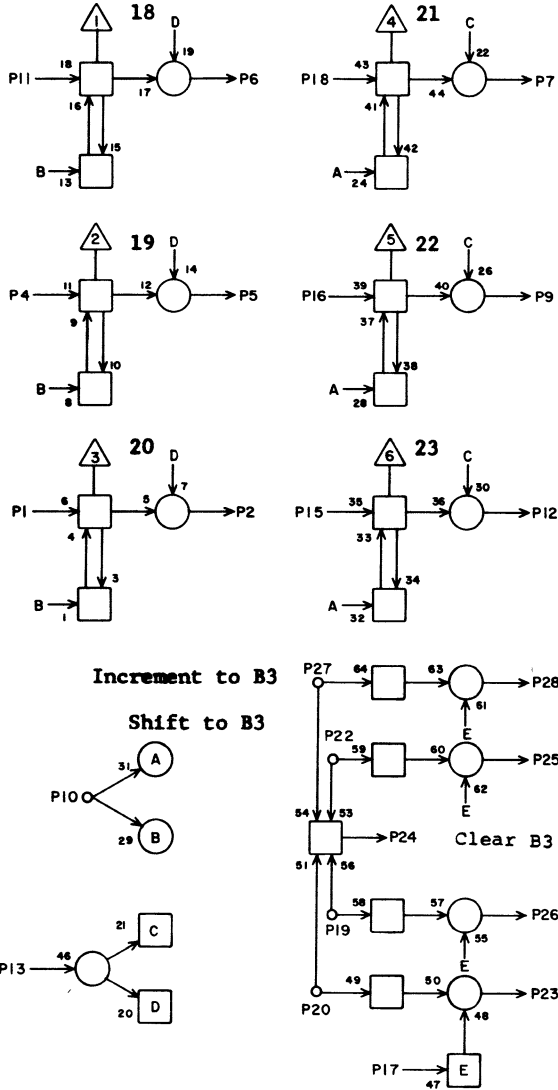 1 18 D 4 21 C
18 19 43 22
P11 P6 P18 P7
16 17 41 44
15 42
B A
13 24
2 19 D 5 22 C
11 12 14 39 40 26
P4 P5 P16 P9
9 37
10 38
B A
8 28
3 20 D 6 23 C
6 5 7 35 36 30
P1 P2 P15 P12
4 33
3 34
B A
1 32
Increment to B3
Shift to B3
P27 64 63 P28
61
E
P22 59 60 P25
62
E
31 A
P10
29 B
54 53
P24
51 56
Clear B3
58 57 P26
P19 55
E
21 C
46
P13
20 D
49 50 P23
P20 48
P17 E
47